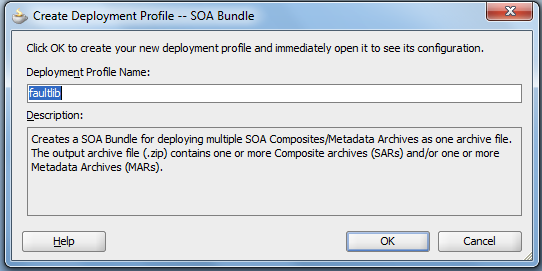 Create Deployment Profile -- SOA Bundle
Click OK to create your new deployment profile and immediately open it to see its configuration.
Deployment Profile Name:
faultlib
Description:
Creates a SOA Bundle for deploying multiple SOA Composites/Metadata Archives as one archive file.
The output archive file (.zip) contains one or more Composite archives (SARs) and/or one or more
Metadata Archives (MARs).
Help
OK
Cancel